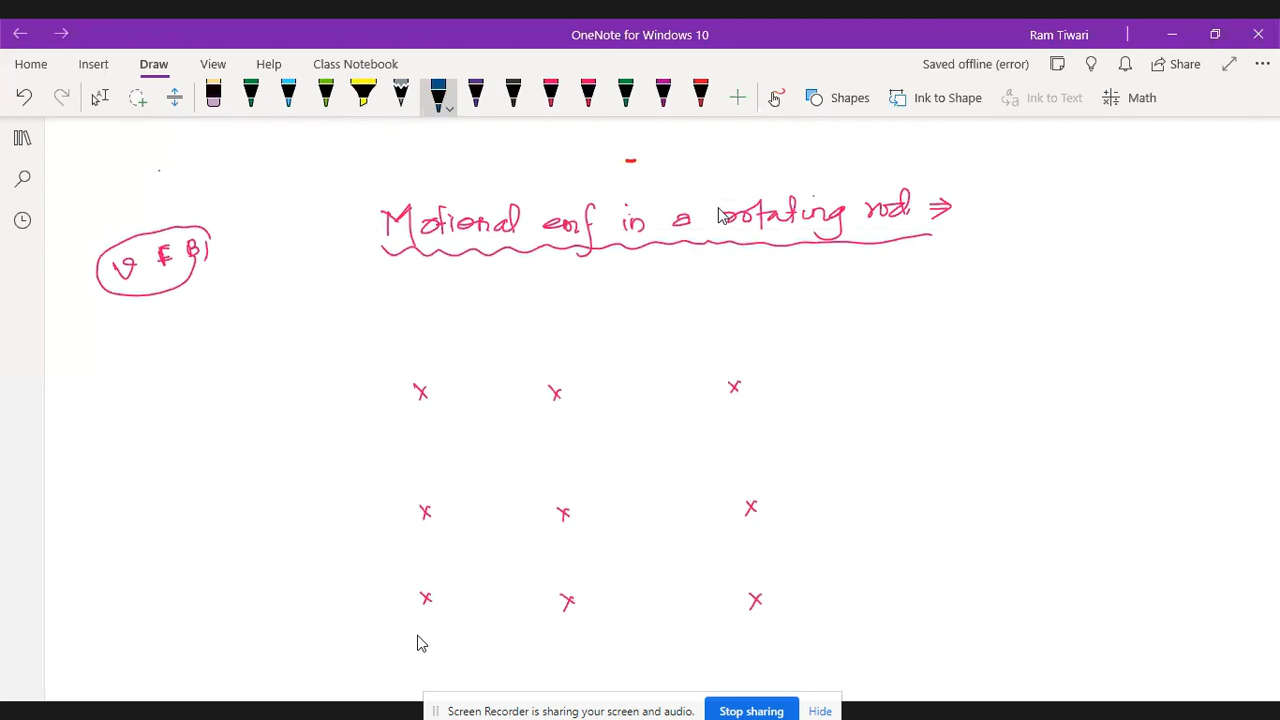 OneNote for Windows 10
Ram Tiwari
Home Insert Draw View Help Class Notebook
Saved offline (error) Share
Shapes Ink to Shape Ink to Text Math
Motional emf in a rotating rod ⇒
x x x
x x x
x x x
Screen Recorder is sharing your screen and audio. Stop sharing Hide